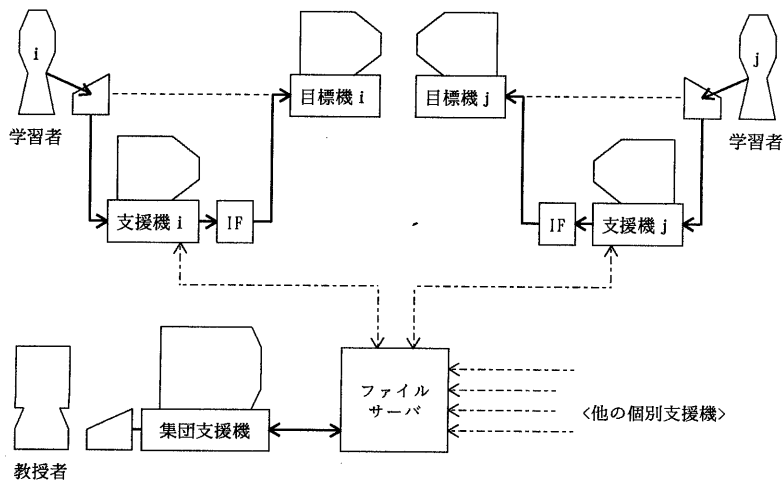 i
j
目標機 i
目標機 j
学習者
学習者
支援機 i
IF
IF
支援機 j
ファイル
サーバ
<他の個別支援機>
集団支援機
教授者